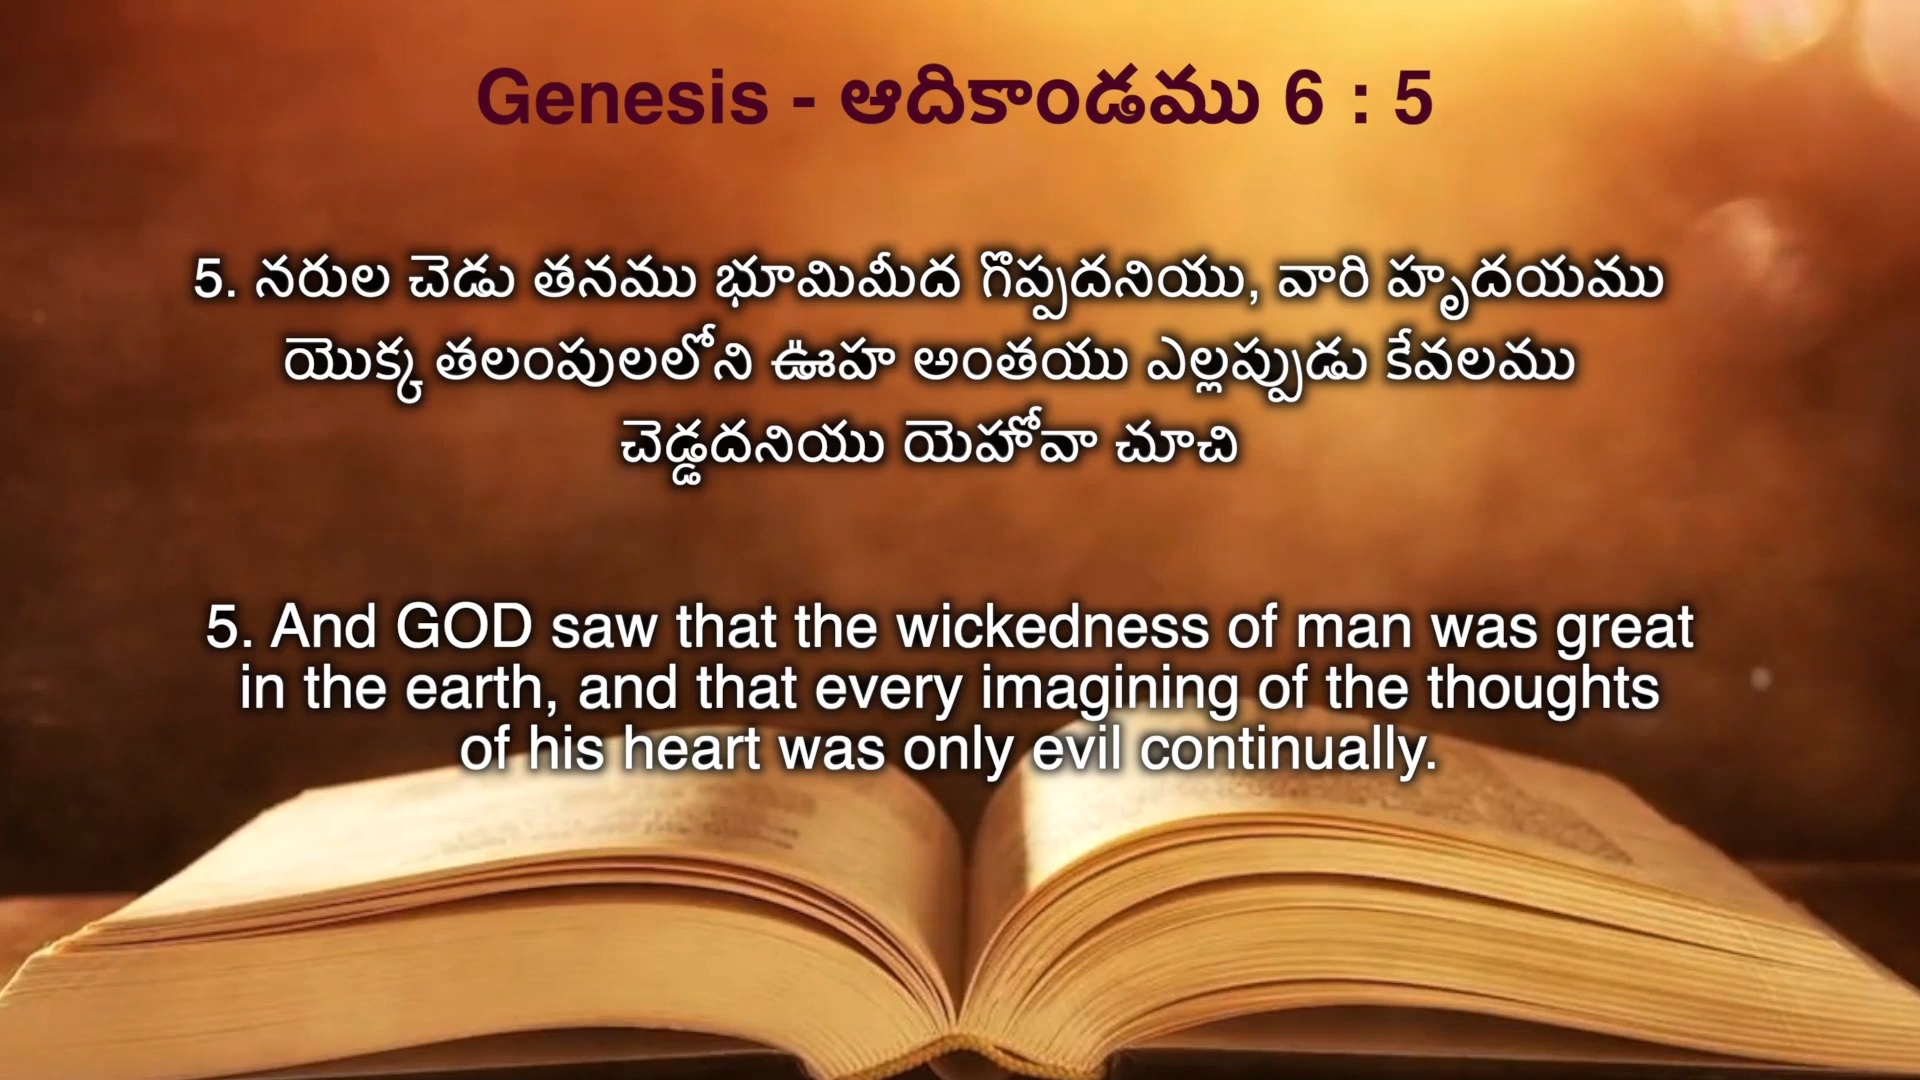 Genesis - ఆదికాండము 6 : 5
5. నరుల చెడు తనము భూమిమీద గొప్పదనియు, వారి హృదయము
యొక్క తలంపులలోని ఊహ అంతయు ఎల్లప్పుడు కేవలము
చెడ్డదనియు యెహోవా చూచి
5. And GOD saw that the wickedness of man was great
in the earth, and that every imagining of the thoughts
of his heart was only evil continually.